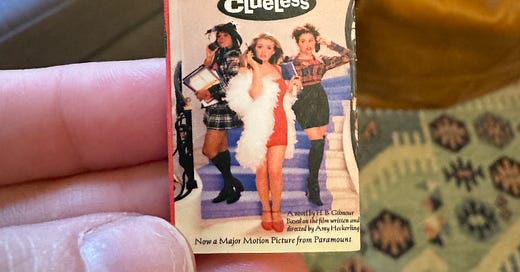 CLUELESS
A novel by H. B. Gilmour
Based on the film written and
directed by Amy Heckerling
Now a Major Motion Picture from Paramount